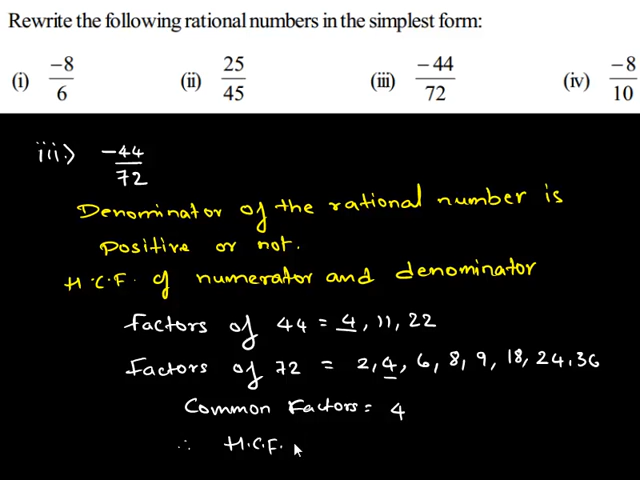 Rewrite the following rational numbers in the simplest form:
(i) -8/6 (ii) 25/45 (iii) -44/72 (iv) -8/10
iii.) -44/72
Denominator of the rational number is
positive or not.
H.C.F. of numerator and denominator
factors of 44 = 4, 11, 22
Factors of 72 = 2, 4, 6, 8, 9, 18, 24, 36
Common Factors = 4
∴ H.C.F.